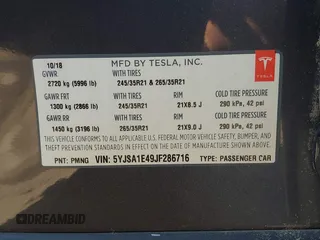 10/18
MFD BY TESLA, INC.
GVWR WITH TIRES
2720 kg (5996 lb) 245/35R21 & 265/35R21
TESLA
GAWR FRT WITH TIRES RIM COLD TIRE PRESSURE
1300 kg (2866 lb) 245/35R21 21X8.5 J 290 kPa, 42 psi
GAWR RR WITH TIRES RIM COLD TIRE PRESSURE
1450 kg (3196 lb) 265/35R21 21X9.0 J 290 kPa, 42 psi
THIS VEHICLE CONFORMS TO ALL APPLICABLE U.S. FEDERAL MOTOR VEHICLE SAFETY, BUMPER, AND
THEFT PREVENTION STANDARDS IN EFFECT ON THE DATE OF MANUFACTURE SHOWN ABOVE.
PNT: PMNG VIN: 5YJSA1E49JF286716 TYPE: PASSENGER CAR
DREAMBID